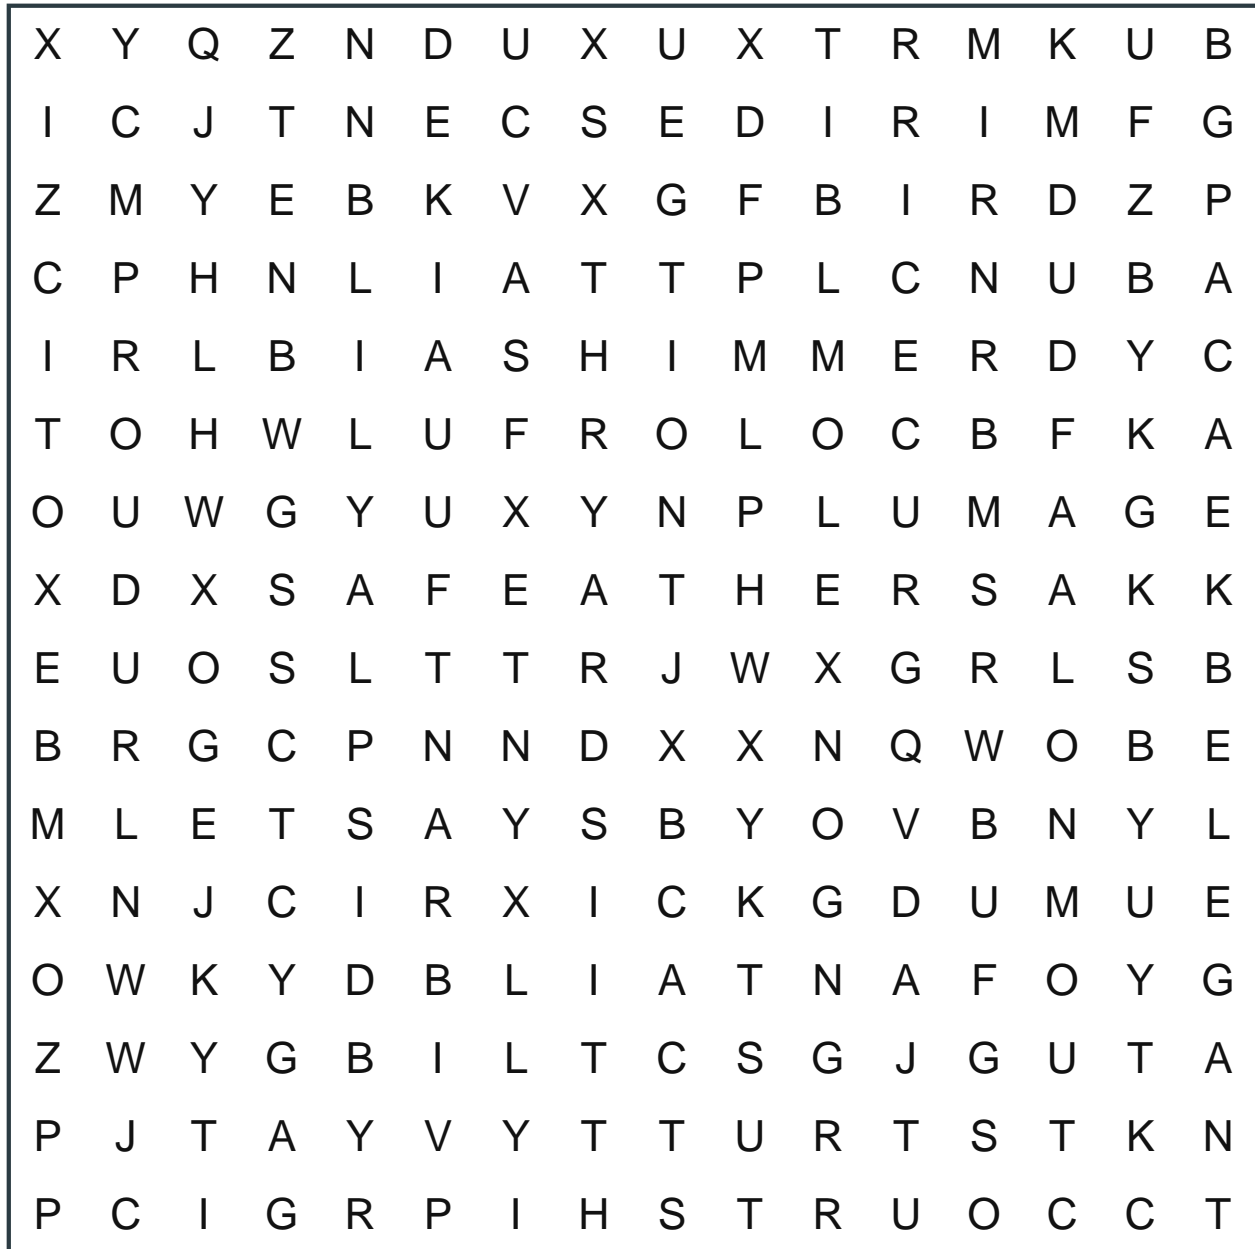 X Y Q Z N D U X U X T R M K U B
I C J T N E C S E D I R I M F G
Z M Y E B K V X G F B I R D Z P
C P H N L I A T T P L C N U B A
I R L B I A S H I M M E R D Y C
T O H W L U F R O L O C B F K A
O U W G Y U X Y N P L U M A G E
X D X S A F E A T H E R S A K K
E U O S L T T R J W X G R L S B
B R G C P N N D X X N Q W O B E
M L E T S A Y S B Y O V B N Y L
X N J C I R X I C K G D U M U E
O W K Y D B L I A T N A F O Y G
Z W Y G B I L T C S G J G U T A
P J T A Y V Y T T U R T S T K N
P C I G R P I H S T R U O C C T